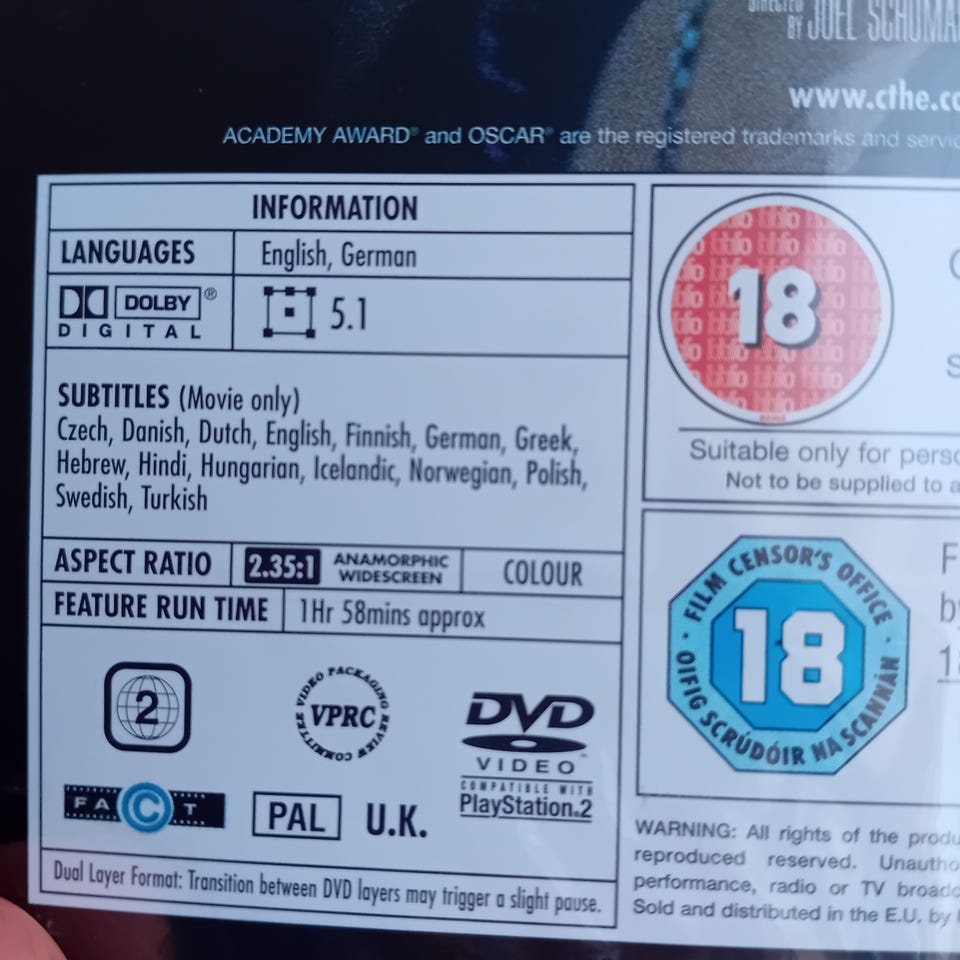 DIRECTED
BY JOEL SCHUMA
www.cthe.co
ACADEMY AWARD® and OSCAR® are the registered trademarks and servic
INFORMATION
LANGUAGES English, German
DOLBY®
DIGITAL 5.1
SUBTITLES (Movie only)
Czech, Danish, Dutch, English, Finnish, German, Greek,
Hebrew, Hindi, Hungarian, Icelandic, Norwegian, Polish,
Swedish, Turkish
ASPECT RATIO 2.35:1 ANAMORPHIC WIDESCREEN COLOUR
FEATURE RUN TIME 1Hr 58mins approx
2
VIDEO PACKAGING REVIEW COMMITTEE
VPRC
DVD
VIDEO™
COMPATIBLE WITH
PlayStation.2
FACT
PAL U.K.
Dual Layer Format: Transition between DVD layers may trigger a slight pause.
18
Suitable only for perso
Not to be supplied to a
FILM CENSOR'S OFFICE
18
OIFIG SCRÚDÓIR NA SCANNÁN
F
by
18
WARNING: All rights of the produ
reproduced reserved. Unautho
performance, radio or TV broadc
Sold and distributed in the E.U. by